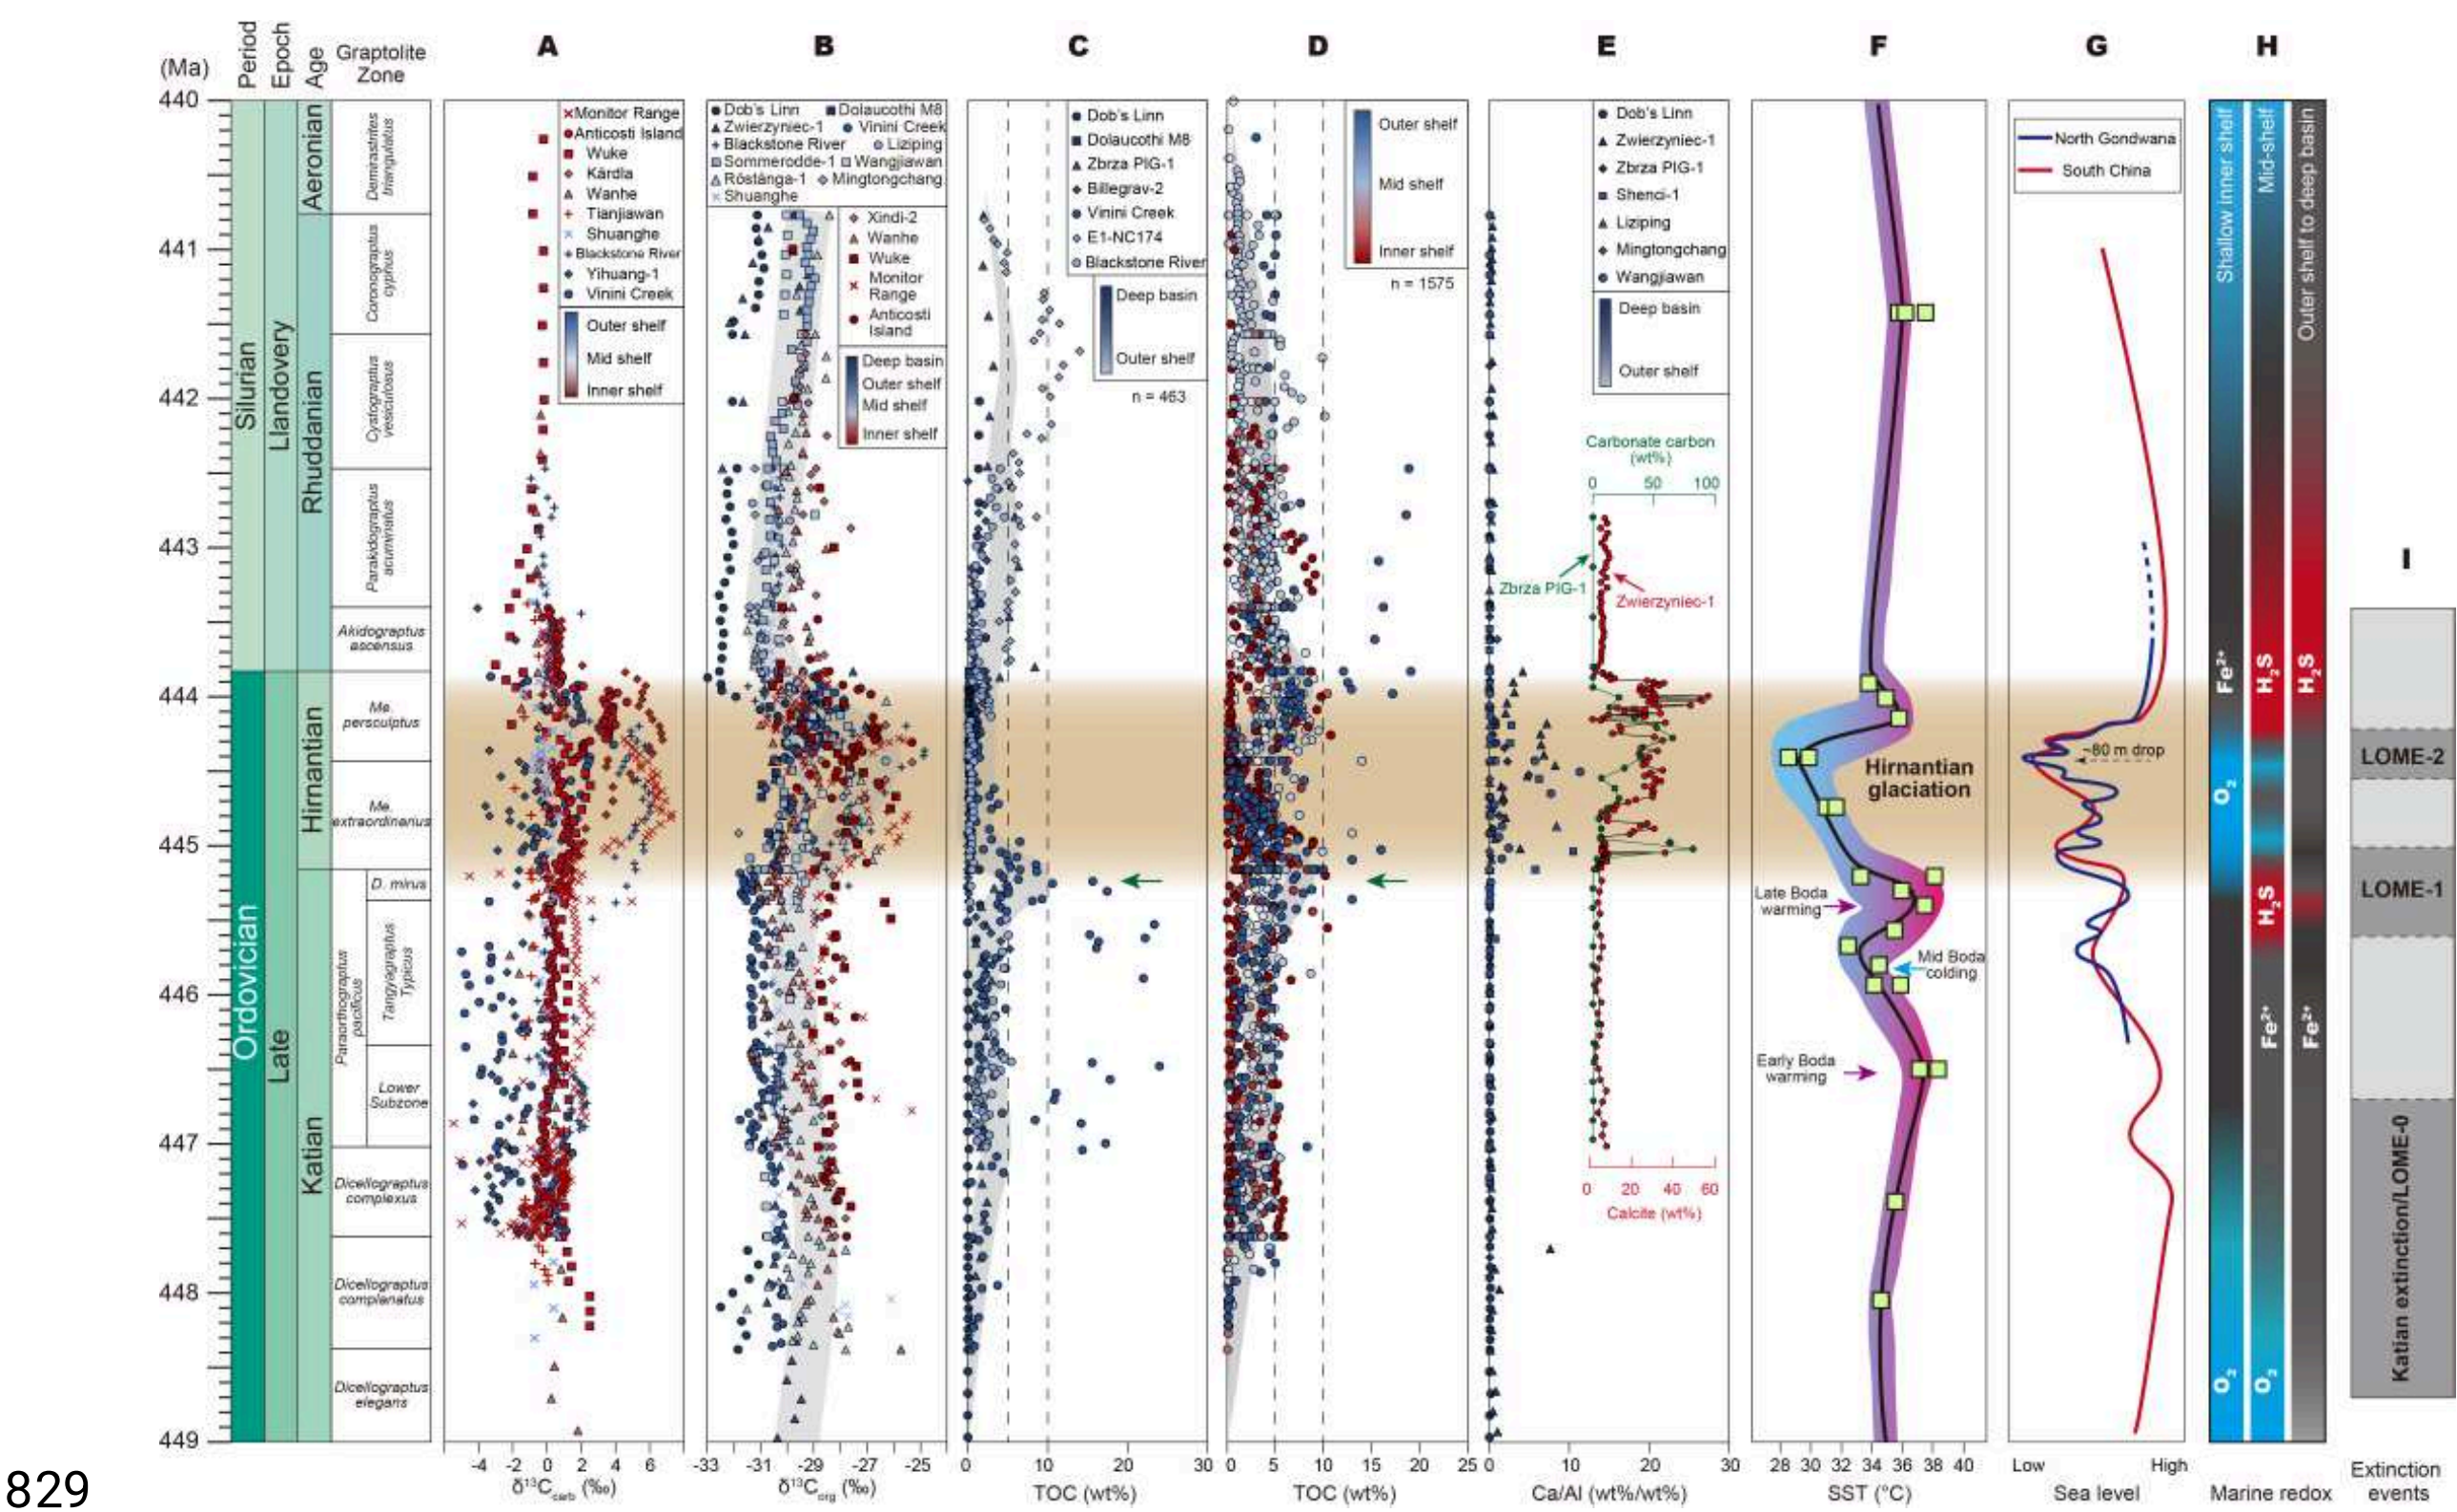 A
B
C
D
E
F
G
H
I
(Ma)
Period
Epoch
Age
Graptolite
Zone
440
441
442
443
444
445
446
447
448
449
Silurian
Ordovician
Llandovery
Late
Aeronian
Rhuddanian
Hirnantian
Katian
Demirastrites
triangulatus
Coronograptus
cyphus
Cystograptus
vesiculosus
Parakidograptus
acuminatus
Akidograptus
ascensus
Me.
persculptus
Me.
extraordinarius
D. mirus
Paraorthograptus
pacificus
Tangyagraptus
Typicus
Lower
Subzone
Dicellograptus
complexus
Dicellograptus
complanatus
Dicellograptus
elegans
Monitor Range
Anticosti Island
Wuke
Kärdla
Wanhe
Tianjiawan
Shuanghe
Blackstone River
Yihuang-1
Vinini Creek
Outer shelf
Mid shelf
Inner shelf
-4 -2 0 2 4 6
δ¹³Ccarb (‰)
Dob's Linn Dolaucothi M8
Zwierzyniec-1 Vinini Creek
Blackstone River Liziping
Sommerodde-1 Wangjiawan
Röstånga-1 Mingtongchang
Shuanghe
Xindi-2
Wanhe
Wuke
Monitor
Range
Anticosti
Island
Deep basin
Outer shelf
Mid shelf
Inner shelf
-33 -31 -29 -27 -25
δ¹³Corg (‰)
Dob's Linn
Dolaucothi M8
Zbrza PIG-1
Billegrav-2
Vinini Creek
E1-NC174
Blackstone River
Deep basin
Outer shelf
n = 463
0 10 20 30
TOC (wt%)
Outer shelf
Mid shelf
Inner shelf
n = 1575
0 5 10 15 20 25
TOC (wt%)
Dob's Linn
Zwierzyniec-1
Zbrza PIG-1
Shenci-1
Liziping
Mingtongchang
Wangjiawan
Deep basin
Outer shelf
Carbonate carbon
(wt%)
0 50 100
Zbrza PIG-1
Zwierzyniec-1
0 20 40 60
Calcite (wt%)
0 10 20 30
Ca/Al (wt%/wt%)
Hirnantian
glaciation
Late Boda
warming
Mid Boda
colding
Early Boda
warming
28 30 32 34 36 38 40
SST (°C)
North Gondwana
South China
~80 m drop
Low High
Sea level
Shallow inner shelf
Mid-shelf
Outer shelf to deep basin
Fe²⁺
H₂S
H₂S
O₂
H₂S
Fe²⁺
Fe²⁺
O₂
O₂
Marine redox
LOME-2
LOME-1
Katian extinction/LOME-0
Extinction
events
829